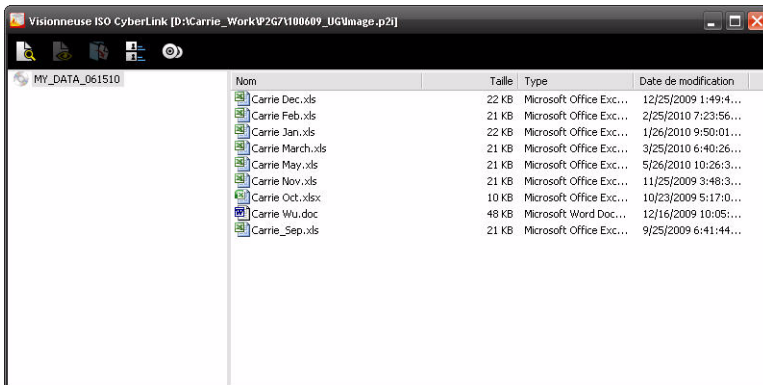 Visionneuse ISO CyberLink [D:\Carrie_Work\P2G7\100609_UG\Image.p2i]
MY_DATA_061510
Nom Taille Type Date de modification
Carrie Dec.xls 22 KB Microsoft Office Exc... 12/25/2009 1:49:4...
Carrie Feb.xls 21 KB Microsoft Office Exc... 2/25/2010 7:23:56...
Carrie Jan.xls 22 KB Microsoft Office Exc... 1/26/2010 9:50:01...
Carrie March.xls 21 KB Microsoft Office Exc... 3/25/2010 6:40:26...
Carrie May.xls 21 KB Microsoft Office Exc... 5/26/2010 10:26:3...
Carrie Nov.xls 21 KB Microsoft Office Exc... 11/25/2009 3:48:3...
Carrie Oct.xlsx 10 KB Microsoft Office Exc... 10/23/2009 5:17:0...
Carrie Wu.doc 48 KB Microsoft Word Doc... 12/16/2009 10:05:...
Carrie_Sep.xls 21 KB Microsoft Office Exc... 9/25/2009 6:41:44...